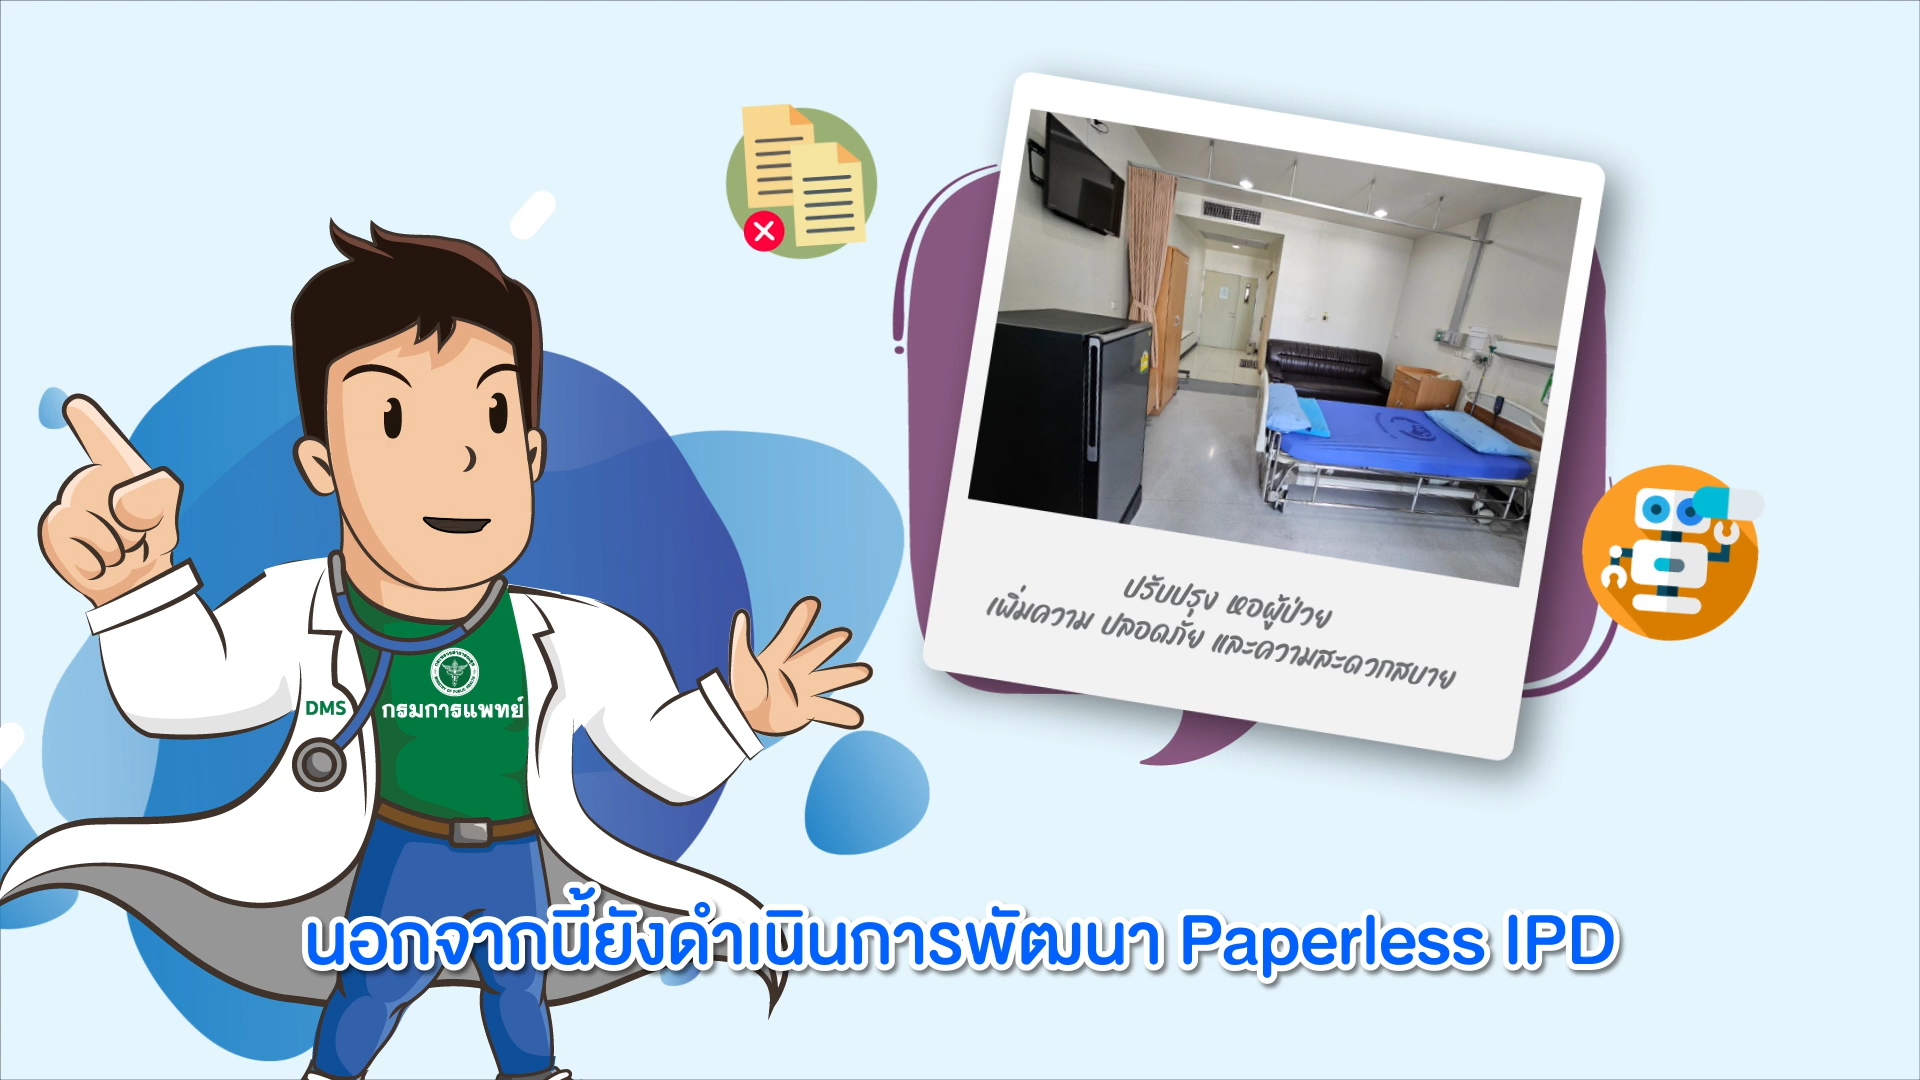 ปรับปรุง หอผู้ป่วย
เพิ่มความ ปลอดภัย และความสะดวกสบาย
DMS
กรมการแพทย์
นอกจากนี้ยังดำเนินการพัฒนา Paperless IPD